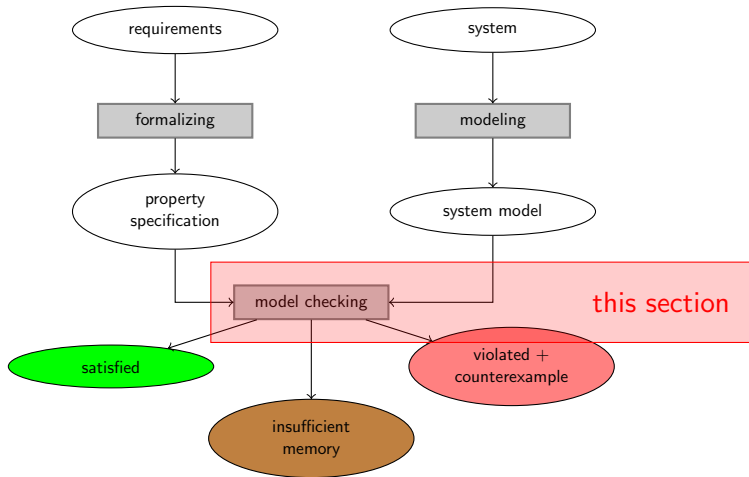 requirements
system
formalizing
modeling
property
specification
system model
model checking
this section
satisfied
violated +
counterexample
insufficient
memory